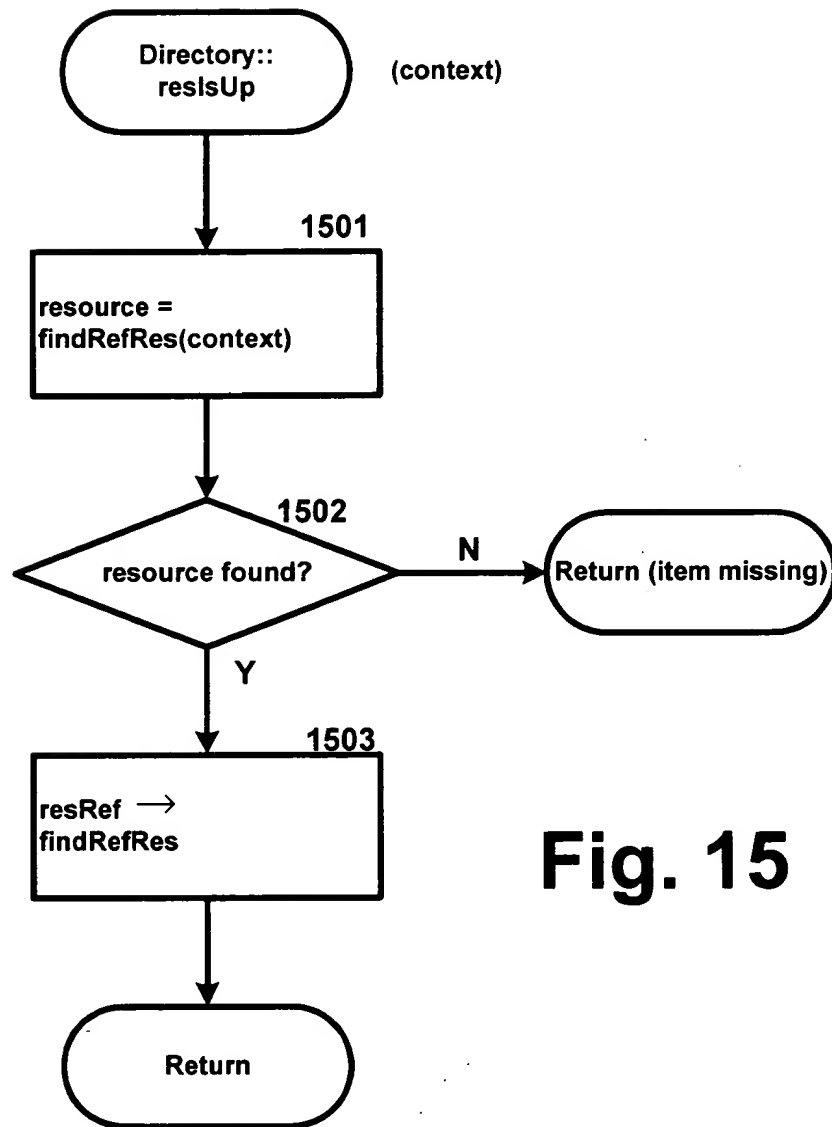 Directory::
resIsUp
(context)
1501
resource =
findRefRes(context)
1502
resource found?
N
Return (item missing)
Y
1503
resRef →
findRefRes
Fig. 15
Return